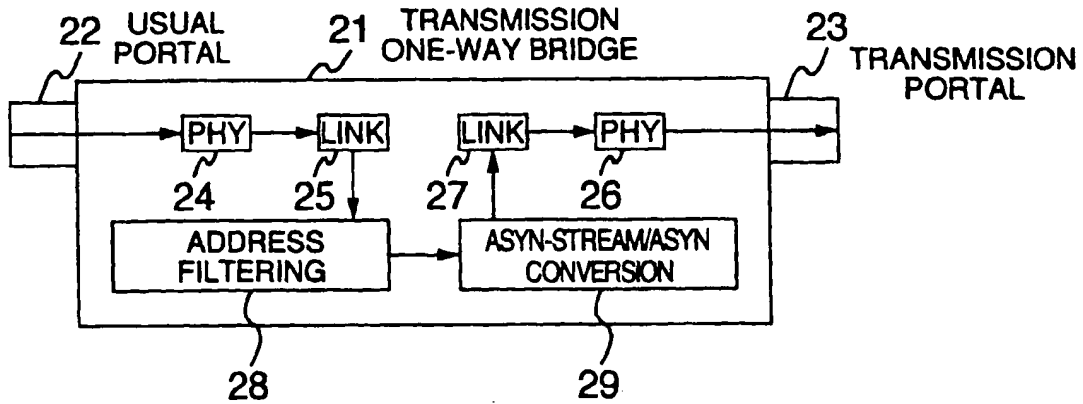 22 USUAL PORTAL
21 TRANSMISSION ONE-WAY BRIDGE
23 TRANSMISSION PORTAL
PHY
LINK
LINK
PHY
24
25
27
26
ADDRESS
FILTERING
ASYN-STREAM/ASYN
CONVERSION
28
29